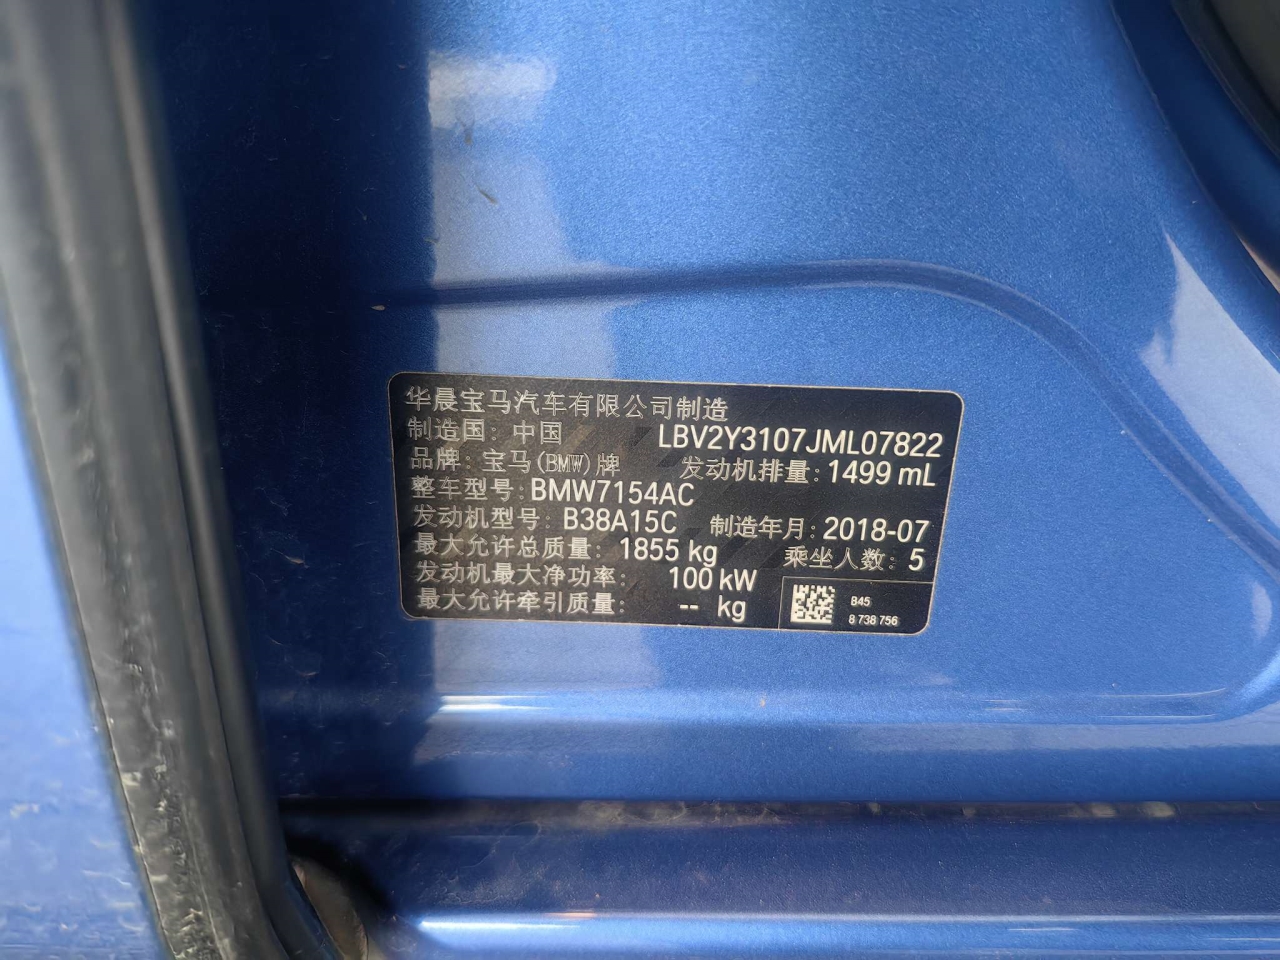 华晨宝马汽车有限公司制造
制造国：中国 LBV2Y3107JML07822
品牌：宝马(BMW)牌 发动机排量：1499 mL
整车型号：BMW7154AC
发动机型号：B38A15C 制造年月：2018-07
最大允许总质量：1855 kg 乘坐人数：5
发动机最大净功率：100 kW
最大允许牵引质量：-- kg
B45
8 738 756